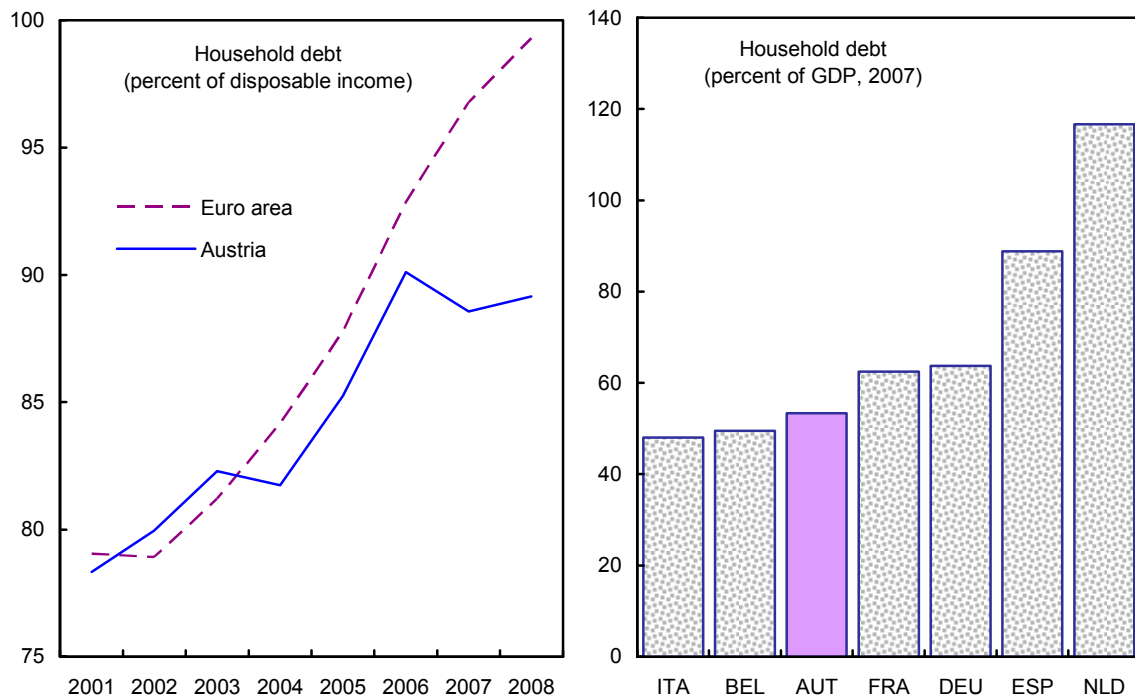 100
95
90
85
80
75
Household debt
(percent of disposable income)
Euro area
Austria
2001 2002 2003 2004 2005 2006 2007 2008
140
120
100
80
60
40
20
0
Household debt
(percent of GDP, 2007)
ITA BEL AUT FRA DEU ESP NLD